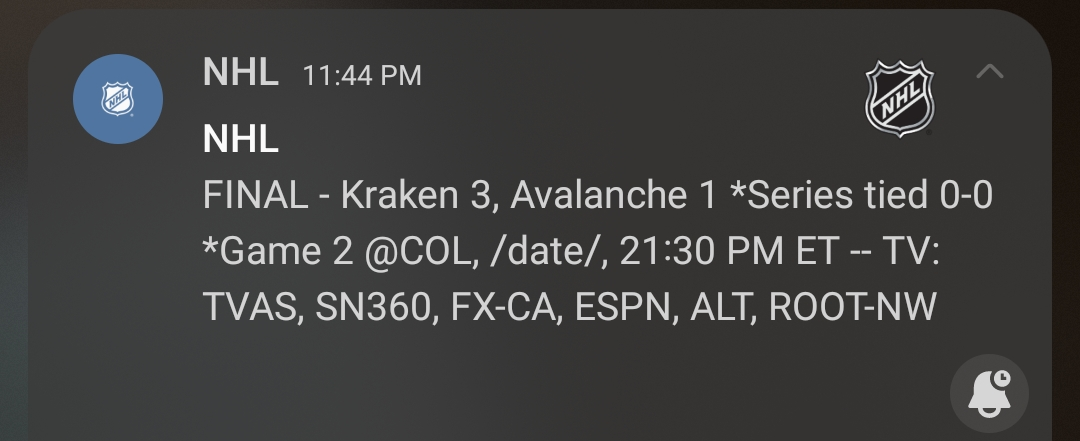 NHL 11:44 PM
NHL
NHL
NHL
FINAL - Kraken 3, Avalanche 1 *Series tied 0-0
*Game 2 @COL, /date/, 21:30 PM ET -- TV:
TVAS, SN360, FX-CA, ESPN, ALT, ROOT-NW